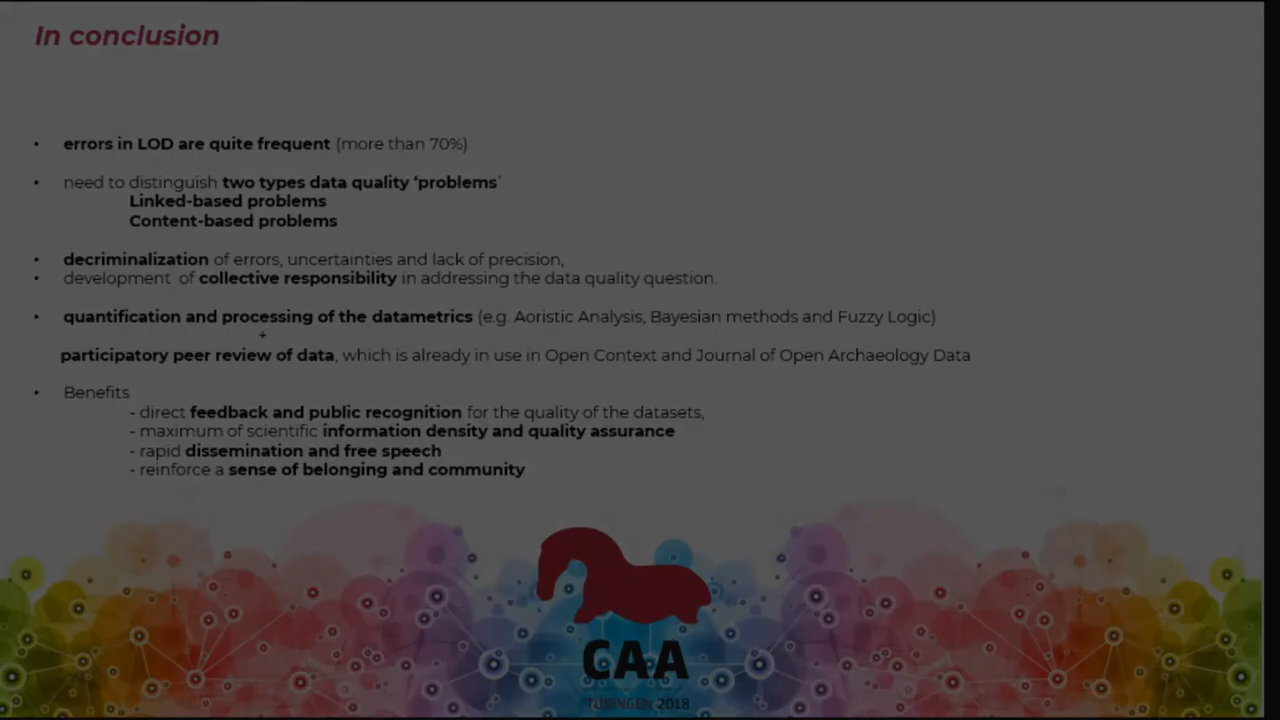 In conclusion
• errors in LOD are quite frequent (more than 70%)
• need to distinguish two types data quality ‘problems’
Linked-based problems
Content-based problems
• decriminalization of errors, uncertainties and lack of precision,
• development of collective responsibility in addressing the data quality question.
• quantification and processing of the datametrics (e.g. Aoristic Analysis, Bayesian methods and Fuzzy Logic)
+
participatory peer review of data, which is already in use in Open Context and Journal of Open Archaeology Data
• Benefits
- direct feedback and public recognition for the quality of the datasets,
- maximum of scientific information density and quality assurance
- rapid dissemination and free speech
- reinforce a sense of belonging and community
CAA
TÜBINGEN 2018